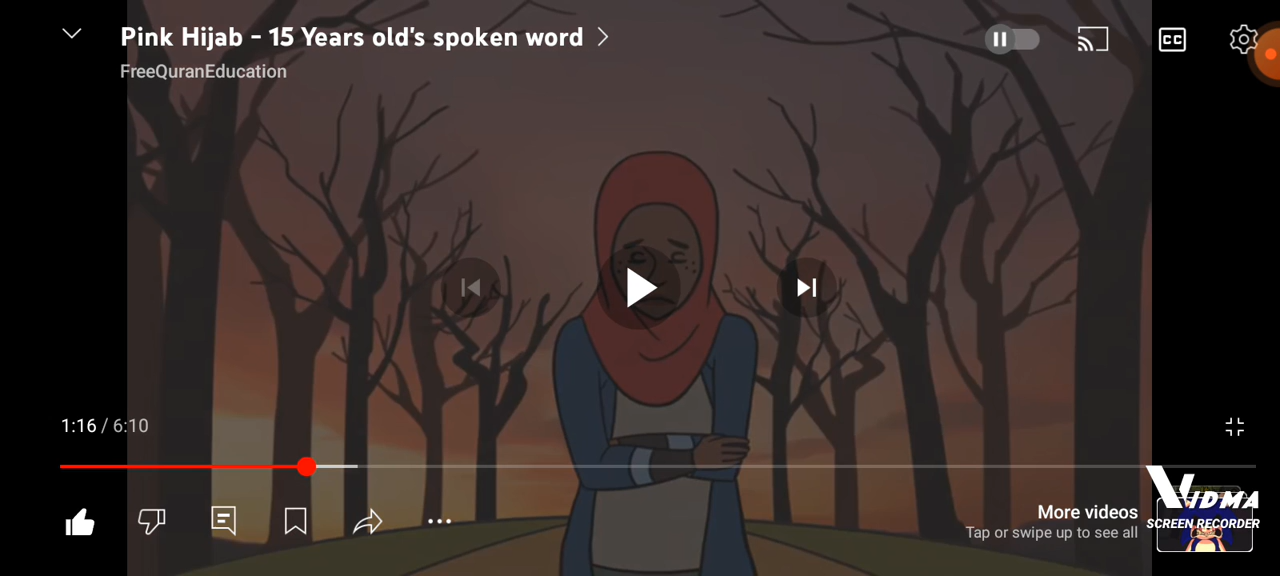 Pink Hijab - 15 Years old's spoken word
FreeQuranEducation
CC
1:16 / 6:10
More videos
Tap or swipe up to see all
VIDMA
SCREEN RECORDER